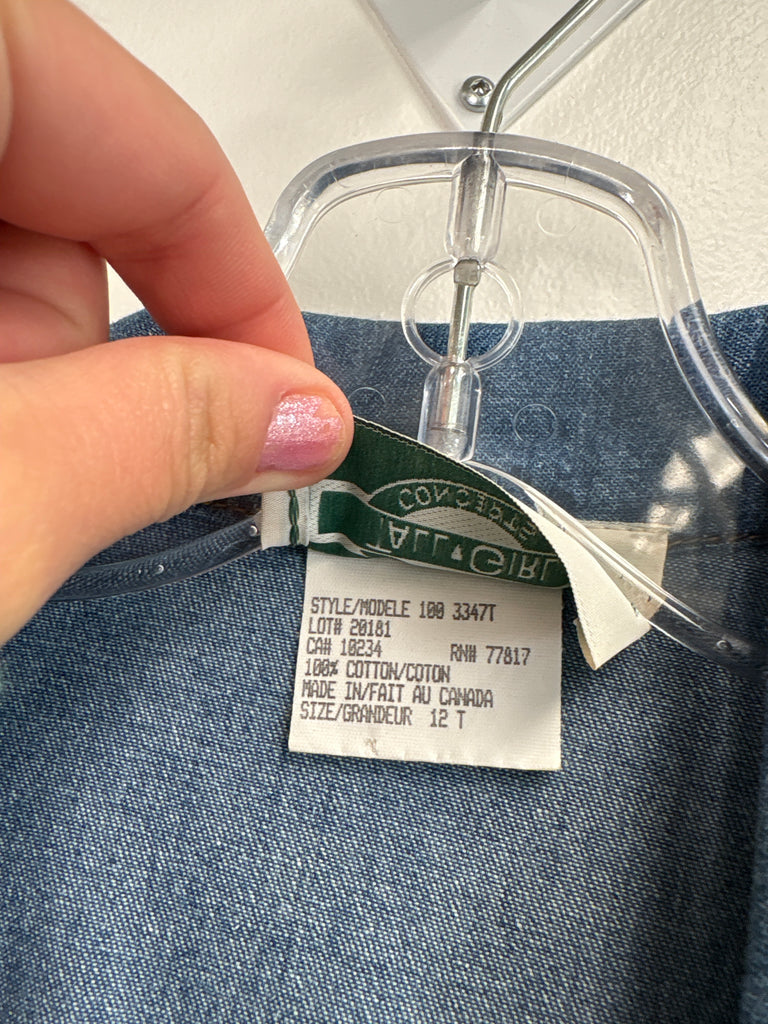 CONCEPTS
TALL GIRL
STYLE/MODELE 100 3347T
LOT# 20181
CA# 10234 RN# 77817
100% COTTON/COTON
MADE IN/FAIT AU CANADA
SIZE/GRANDEUR 12 T